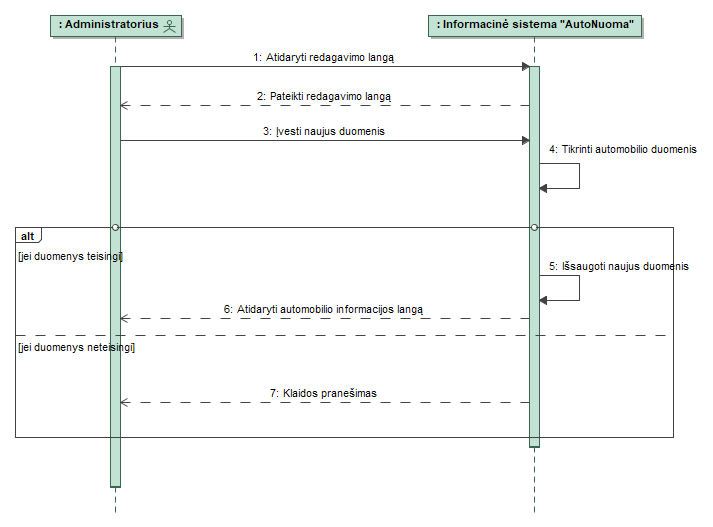 : Administratorius
: Informacinė sistema "AutoNuoma"
1: Atidaryti redagavimo langą
2: Pateikti redagavimo langą
3: Įvesti naujus duomenis
4: Tikrinti automobilio duomenis
alt
[jei duomenys teisingi]
5: Išsaugoti naujus duomenis
6: Atidaryti automobilio informacijos langą
[jei duomenys neteisingi]
7: Klaidos pranešimas